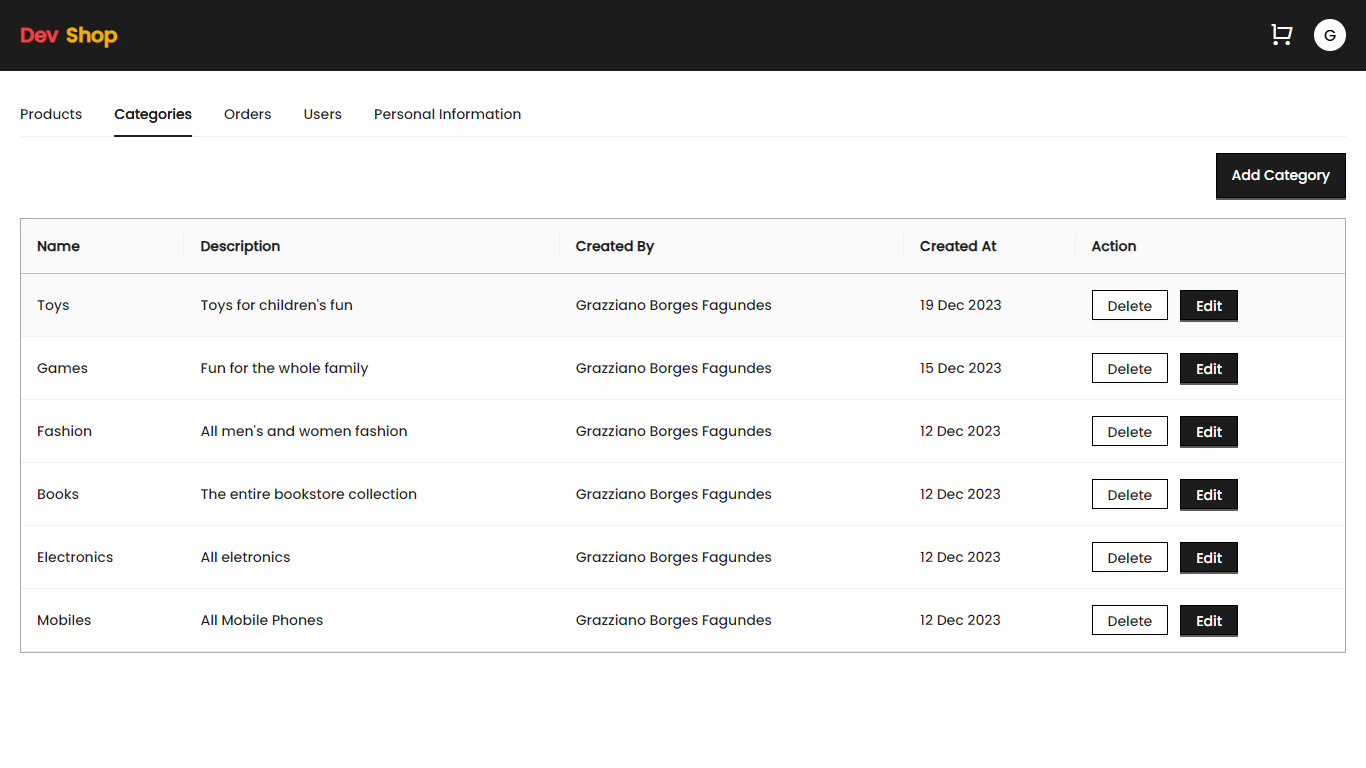 Dev Shop
G
Products Categories Orders Users Personal Information
Add Category
Name Description Created By Created At Action
Toys Toys for children's fun Grazziano Borges Fagundes 19 Dec 2023 Delete Edit
Games Fun for the whole family Grazziano Borges Fagundes 15 Dec 2023 Delete Edit
Fashion All men's and women fashion Grazziano Borges Fagundes 12 Dec 2023 Delete Edit
Books The entire bookstore collection Grazziano Borges Fagundes 12 Dec 2023 Delete Edit
Electronics All eletronics Grazziano Borges Fagundes 12 Dec 2023 Delete Edit
Mobiles All Mobile Phones Grazziano Borges Fagundes 12 Dec 2023 Delete Edit